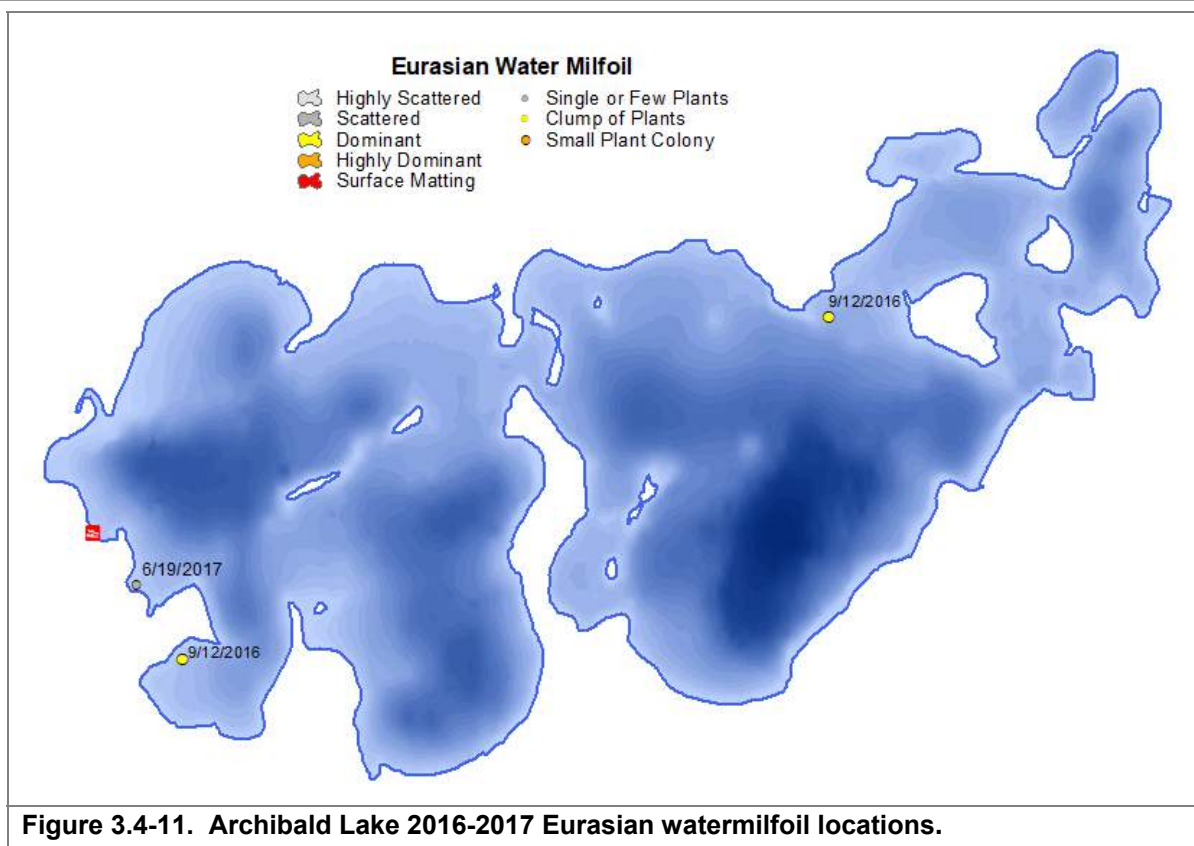 Eurasian Water Milfoil
Highly Scattered
Scattered
Dominant
Highly Dominant
Surface Matting
Single or Few Plants
Clump of Plants
Small Plant Colony
9/12/2016
6/19/2017
9/12/2016
Figure 3.4-11. Archibald Lake 2016-2017 Eurasian watermilfoil locations.